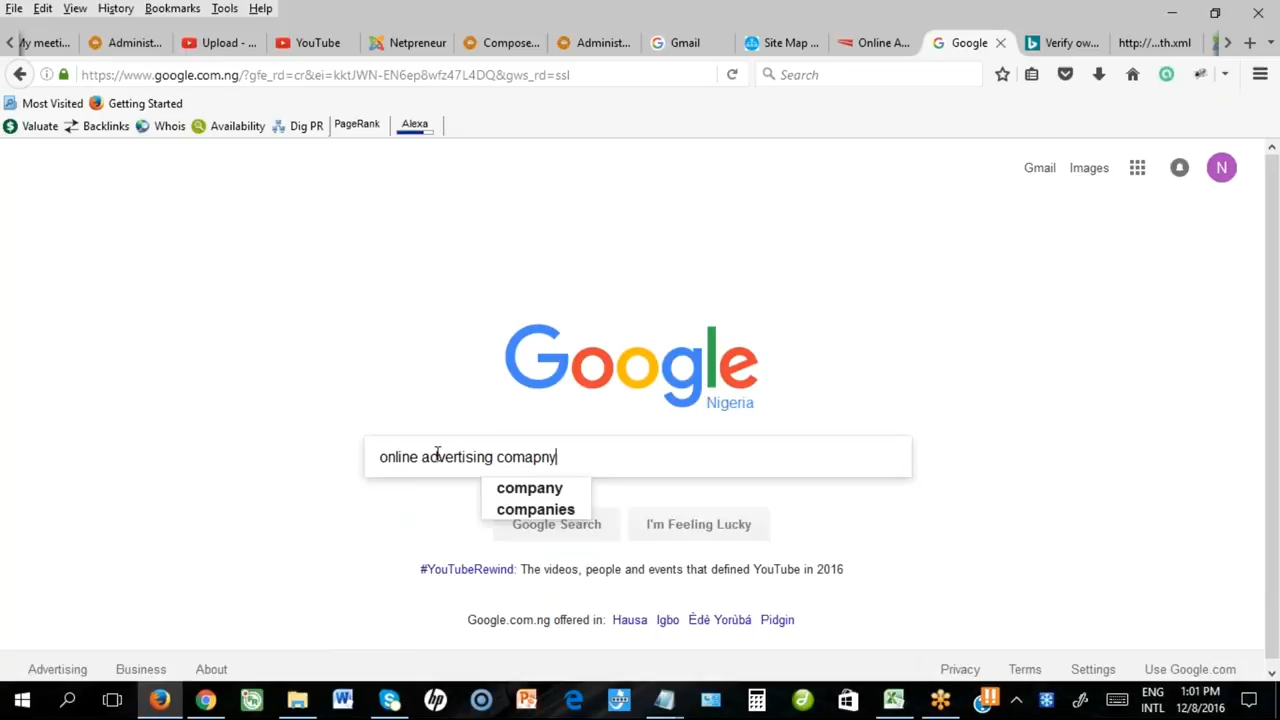 File Edit View History Bookmarks Tools Help
My meeti... Administ... Upload - ... YouTube Netpreneur Compose... Administ... Gmail Site Map ... Online A... Google Verify ow... http://...th.xml
https://www.google.com.ng/?gfe_rd=cr&ei=kktJWN-EN6ep8wfz47L4DQ&gws_rd=ssl Search
Most Visited Getting Started
Valuate Backlinks Whois Availability Dig PR PageRank Alexa
Gmail Images N
Google
Nigeria
online advertising comapny
company
companies
Google Search I'm Feeling Lucky
#YouTubeRewind: The videos, people and events that defined YouTube in 2016
Google.com.ng offered in: Hausa Igbo Èdè Yorùbá Pidgin
Advertising Business About Privacy Terms Settings Use Google.com
ENG 1:01 PM
INTL 12/8/2016